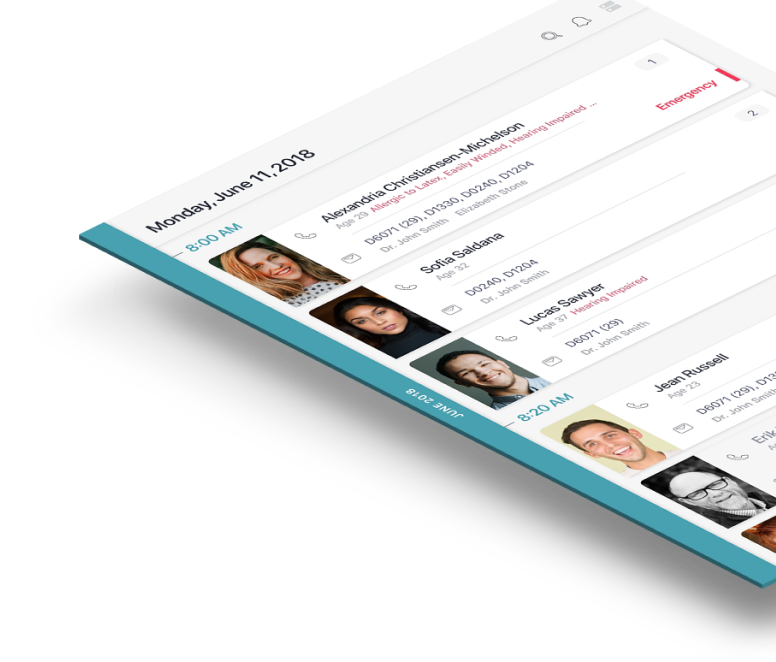 Monday, June 11, 2018
8:00 AM
Alexandria Christiansen-Michelson
1
Age 29 Allergic to Latex, Easily Winded, Hearing Impaired ...
Emergency
D6071 (29), D1330, D0240, D1204
Dr. John Smith Elizabeth Stone
Sofia Saldana
2
Age 32
D0240, D1204
Dr. John Smith
Lucas Sawyer
Age 37 Hearing Impaired
D6071 (29)
Dr. John Smith
8:20 AM
Jean Russell
Age 23
D6071 (29),
Dr. John Smith
JUNE 2018